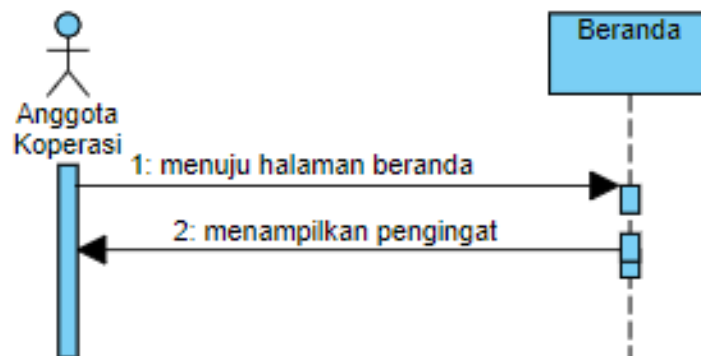 Beranda
Anggota
Koperasi
1: menuju halaman beranda
2: menampilkan pengingat